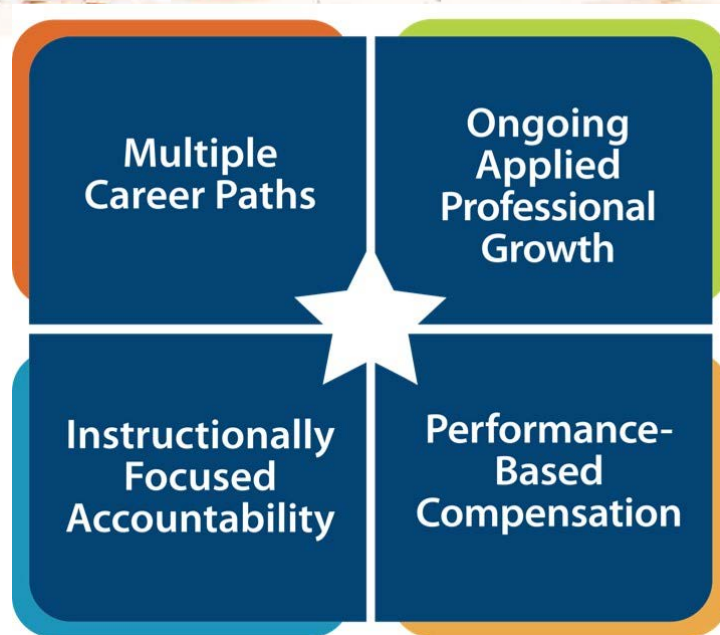 Multiple
Career Paths
Ongoing
Applied
Professional
Growth
Instructionally
Focused
Accountability
Performance-
Based
Compensation